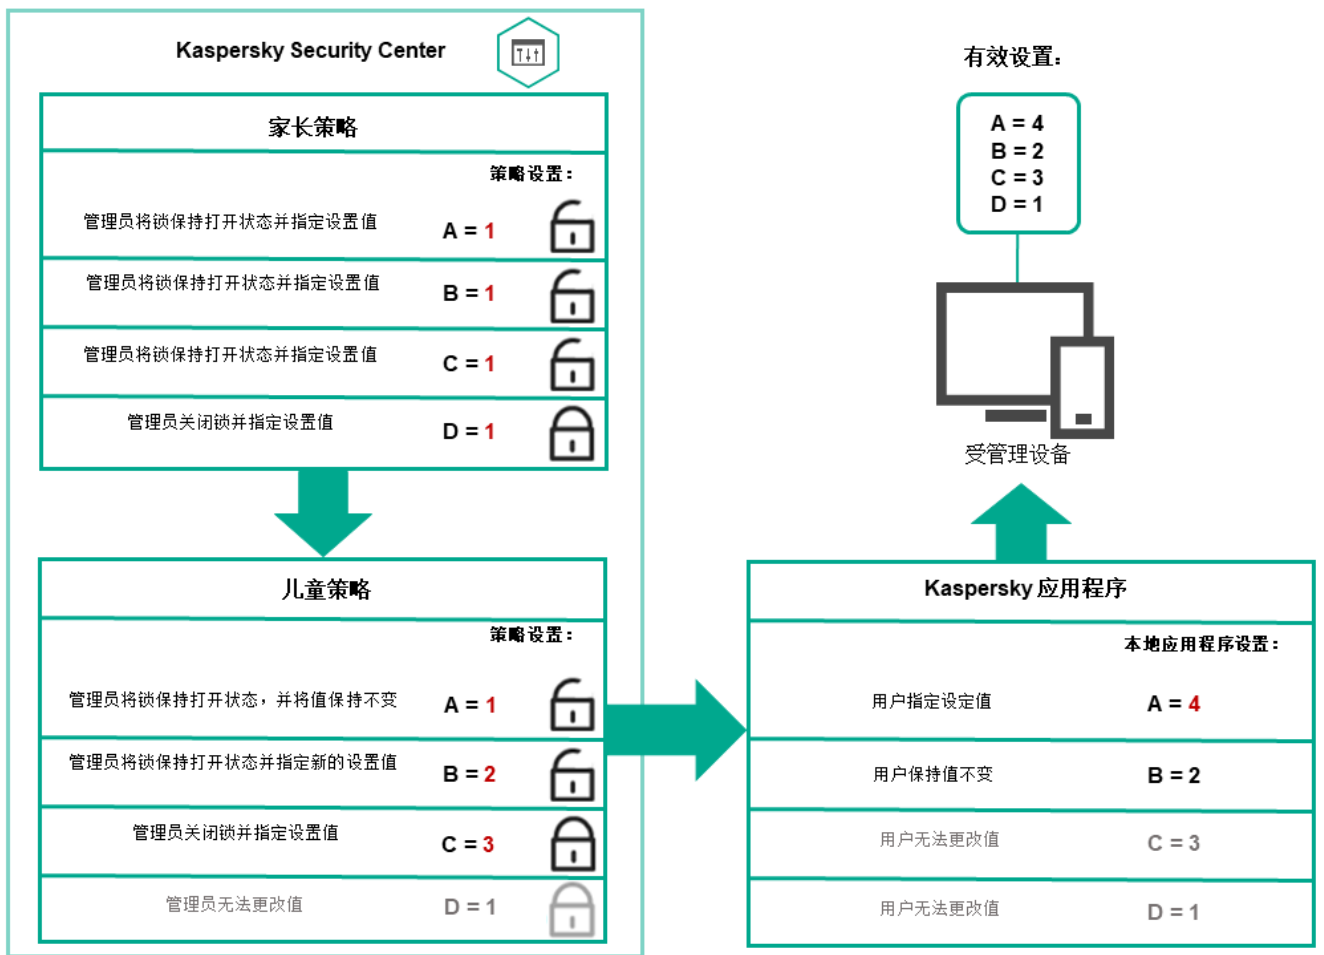 Kaspersky Security Center
家长策略
策略设置：
管理员将锁保持打开状态并指定设置值 A = 1
管理员将锁保持打开状态并指定设置值 B = 1
管理员将锁保持打开状态并指定设置值 C = 1
管理员关闭锁并指定设置值 D = 1
儿童策略
策略设置：
管理员将锁保持打开状态，并将值保持不变 A = 1
管理员将锁保持打开状态并指定新的设置值 B = 2
管理员关闭锁并指定设置值 C = 3
管理员无法更改值 D = 1
有效设置：
A = 4
B = 2
C = 3
D = 1
受管理设备
Kaspersky 应用程序
本地应用程序设置：
用户指定设定值 A = 4
用户保持值不变 B = 2
用户无法更改值 C = 3
用户无法更改值 D = 1